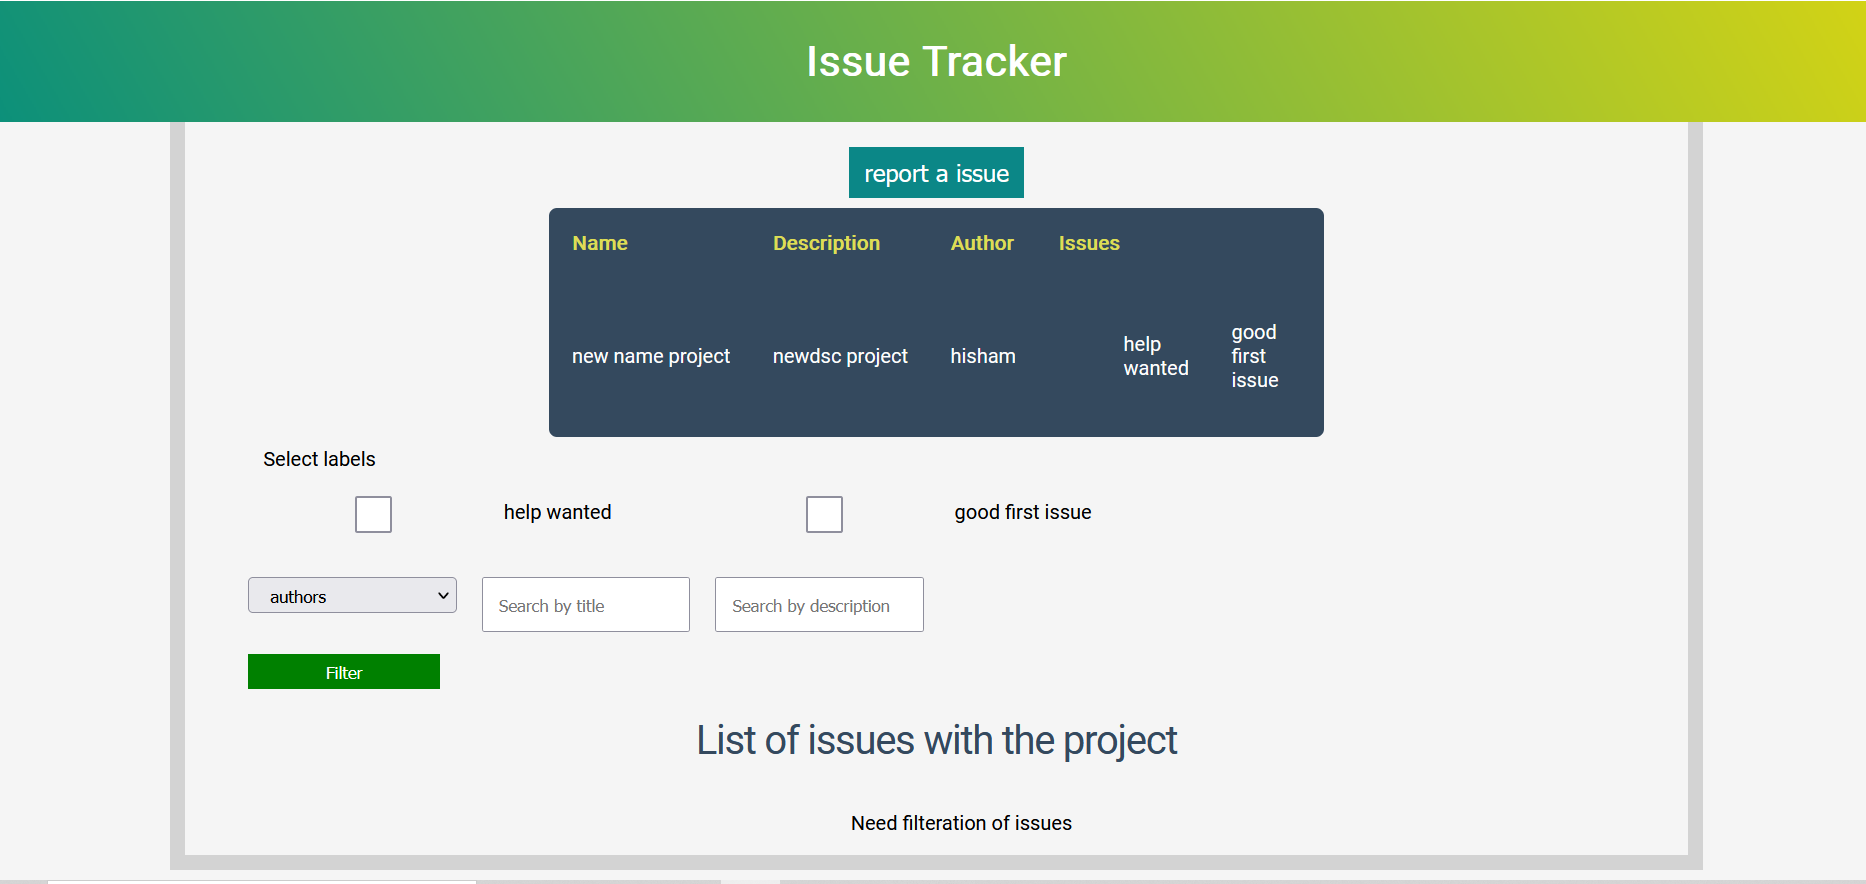 Issue Tracker
report a issue
Name Description Author Issues
new name project newdsc project hisham help wanted good first issue
Select labels
help wanted good first issue
authors Search by title Search by description
Filter
List of issues with the project
Need filteration of issues